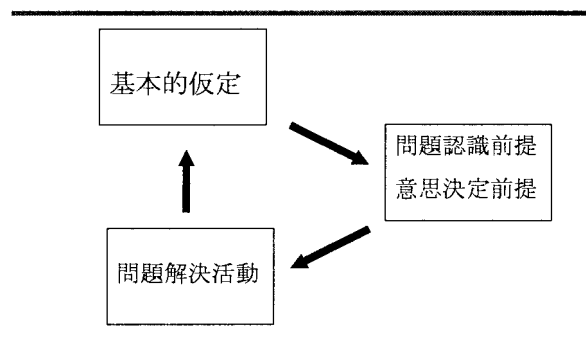 基本的仮定
問題認識前提
意思決定前提
問題解決活動